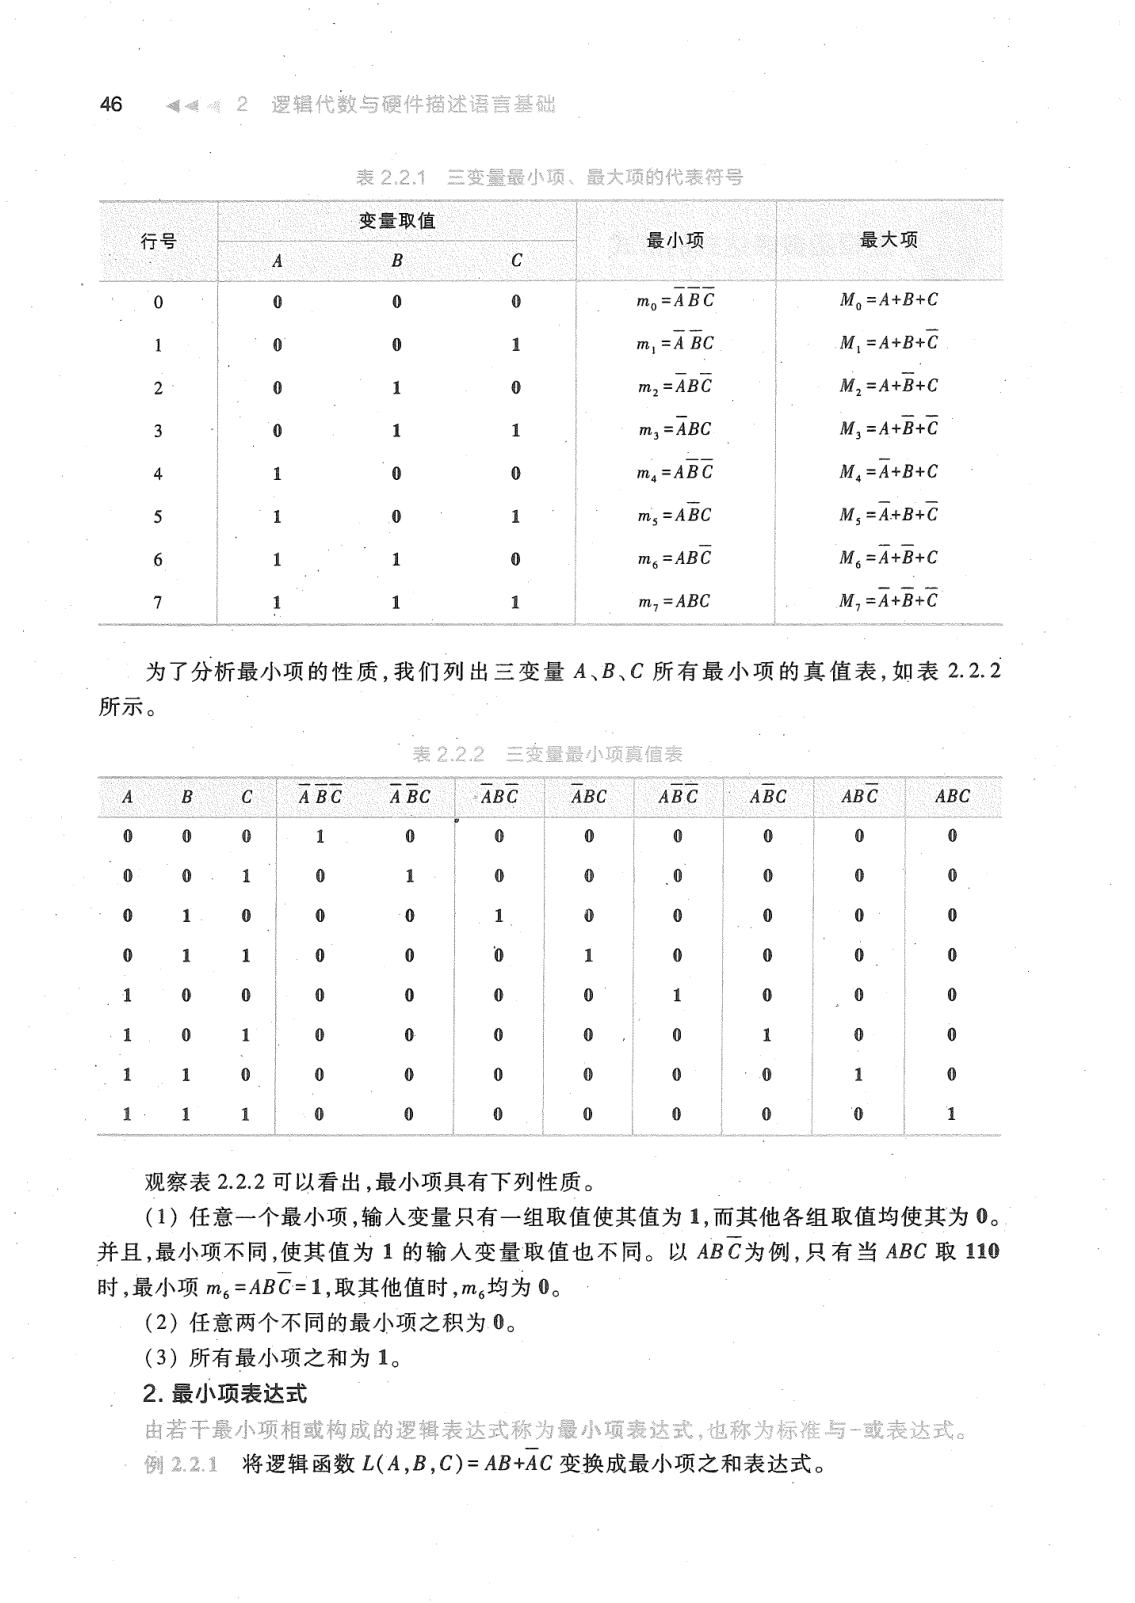 46 2 逻辑代数与硬件描述语言基础
表 2.2.1 三变量最小项、最大项的代表符号
行号 变量取值 最小项 最大项
A B C
0 0 0 0 m₀=A̅ B̅ C̅ M₀=A+B+C
1 0 0 1 m₁=A̅ B̅C M₁=A+B+C̅
2 0 1 0 m₂=A̅BC̅ M₂=A+B̅+C
3 0 1 1 m₃=A̅BC M₃=A+B̅+C̅
4 1 0 0 m₄=AB̅ C̅ M₄=A̅+B+C
5 1 0 1 m₅=AB̅C M₅=A̅+B+C̅
6 1 1 0 m₆=ABC̅ M₆=A̅+B̅+C
7 1 1 1 m₇=ABC M₇=A̅+B̅+C̅
为了分析最小项的性质,我们列出三变量 A、B、C 所有最小项的真值表,如表 2.2.2
所示。
表 2.2.2 三变量最小项真值表
A B C A̅ B̅ C̅ A̅ B̅C A̅BC̅ A̅BC AB̅ C̅ AB̅C ABC̅ ABC
0 0 0 1 0 0 0 0 0 0 0
0 0 1 0 1 0 0 0 0 0 0
0 1 0 0 0 1 0 0 0 0 0
0 1 1 0 0 0 1 0 0 0 0
1 0 0 0 0 0 0 1 0 0 0
1 0 1 0 0 0 0 0 1 0 0
1 1 0 0 0 0 0 0 0 1 0
1 1 1 0 0 0 0 0 0 0 1
观察表 2.2.2 可以看出,最小项具有下列性质。
(1) 任意一个最小项,输入变量只有一组取值使其值为 1,而其他各组取值均使其为 0。
并且,最小项不同,使其值为 1 的输入变量取值也不同。以 ABC̅为例,只有当 ABC 取 110
时,最小项 m₆=ABC̅=1,取其他值时,m₆均为 0。
(2) 任意两个不同的最小项之积为 0。
(3) 所有最小项之和为 1。
2. 最小项表达式
由若干最小项相或构成的逻辑表达式称为最小项表达式,也称为标准与-或表达式。
例 2.2.1 将逻辑函数 L(A,B,C)=AB+A̅C 变换成最小项之和表达式。